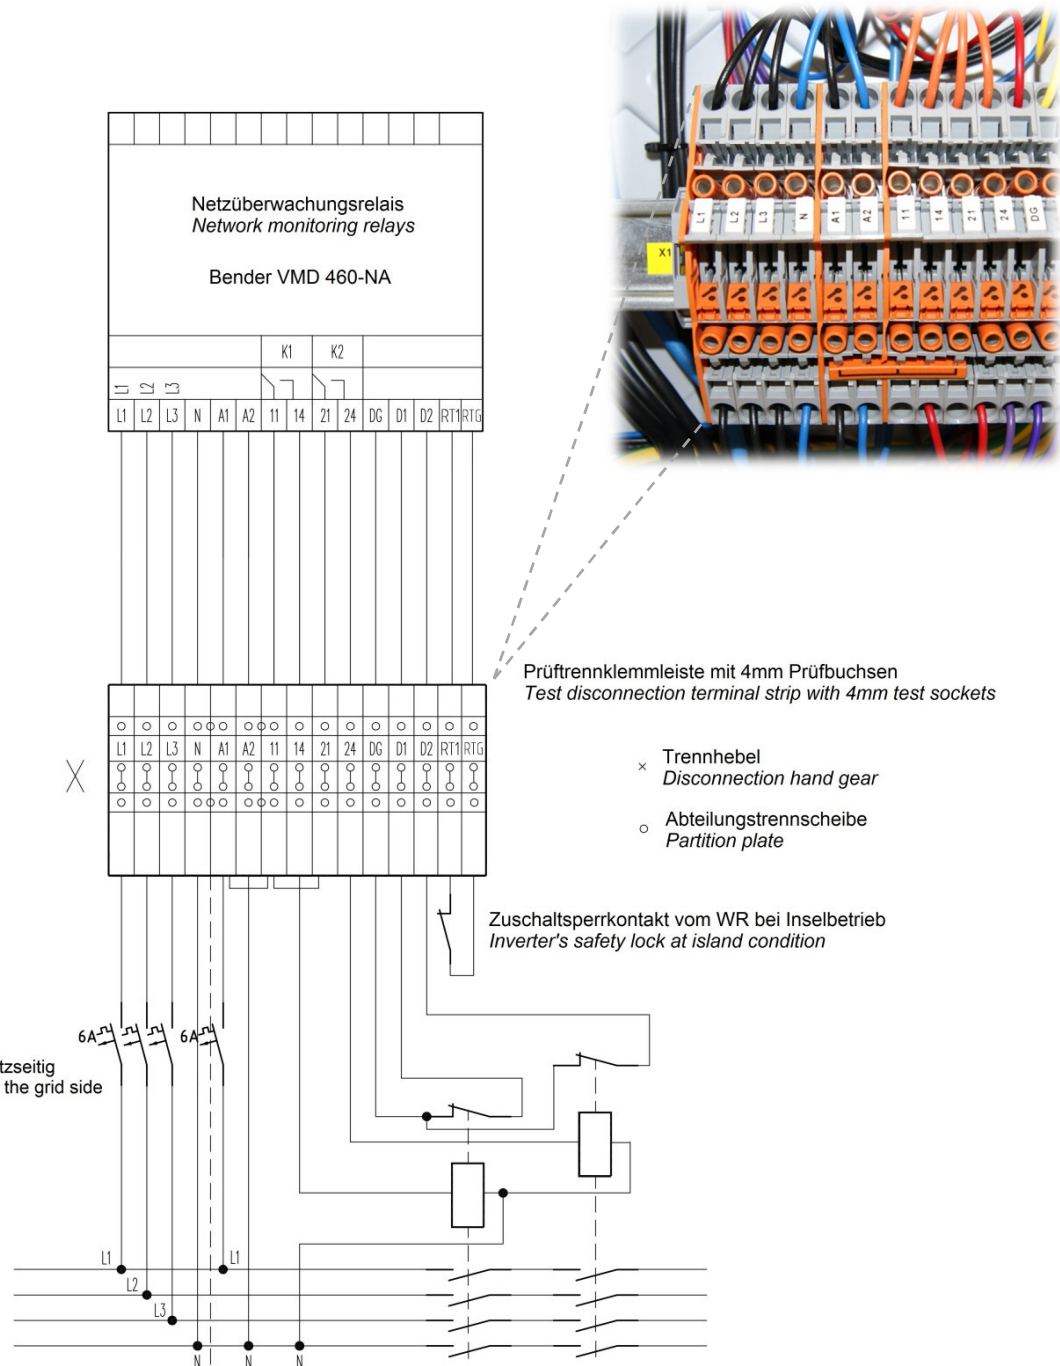 L1 L2 L3 N A1 A2 11 14 21 24 DG
X1
Netzüberwachungsrelais
Network monitoring relays
Bender VMD 460-NA
K1 K2
L1 L2 L3
L1 L2 L3 N A1 A2 11 14 21 24 DG D1 D2 RT1 RTG
Prüftrennklemmleiste mit 4mm Prüfbuchsen
Test disconnection terminal strip with 4mm test sockets
L1 L2 L3 N A1 A2 11 14 21 24 DG D1 D2 RT1 RTG
Trennhebel
Disconnection hand gear
Abteilungstrennscheibe
Partition plate
Zuschaltsperrkontakt vom WR bei Inselbetrieb
Inverter's safety lock at island condition
6A 6A
tzseitig
the grid side
L1 L1
L2
L3
N N N